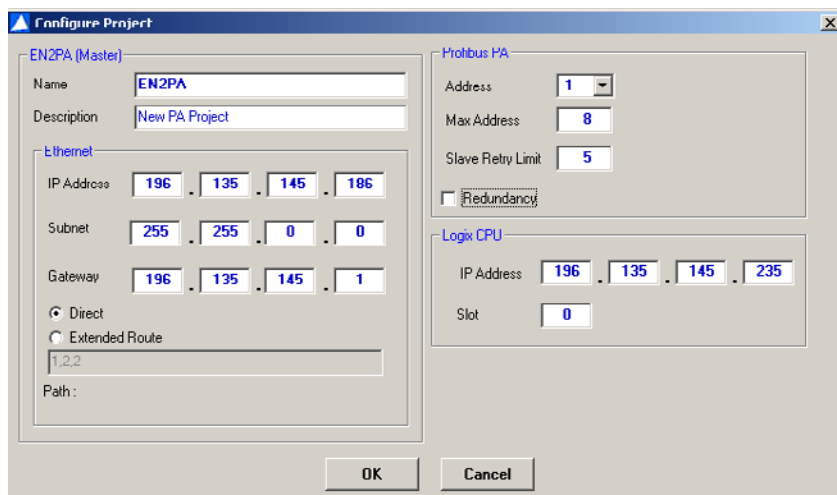 Configure Project
EN2PA (Master)
Name EN2PA
Description New PA Project
Ethernet
IP Address 196 . 135 . 145 . 186
Subnet 255 . 255 . 0 . 0
Gateway 196 . 135 . 145 . 1
Direct
Extended Route
1,2,2
Path :
Profibus PA
Address 1
Max Address 8
Slave Retry Limit 5
Redundancy
Logix CPU
IP Address 196 . 135 . 145 . 235
Slot 0
OK Cancel